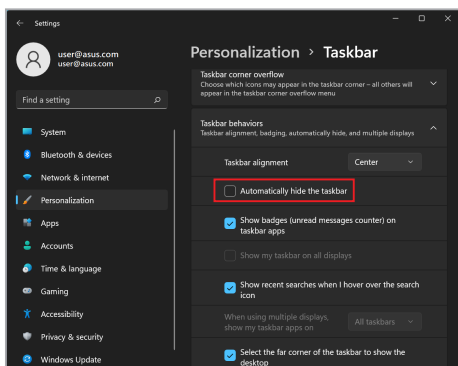 Settings
user@asus.com
user@asus.com
Find a setting
System
Bluetooth & devices
Network & internet
Personalization
Apps
Accounts
Time & language
Gaming
Accessibility
Privacy & security
Windows Update
Personalization > Taskbar
Taskbar corner overflow
Choose which icons may appear in the taskbar corner – all others will
appear in the taskbar corner overflow menu
Taskbar behaviors
Taskbar alignment, badging, automatically hide, and multiple displays
Taskbar alignment
Center
Automatically hide the taskbar
Show badges (unread messages counter) on
taskbar apps
Show my taskbar on all displays
Show recent searches when I hover over the search
icon
When using multiple displays,
show my taskbar apps on
All taskbars
Select the far corner of the taskbar to show the
desktop